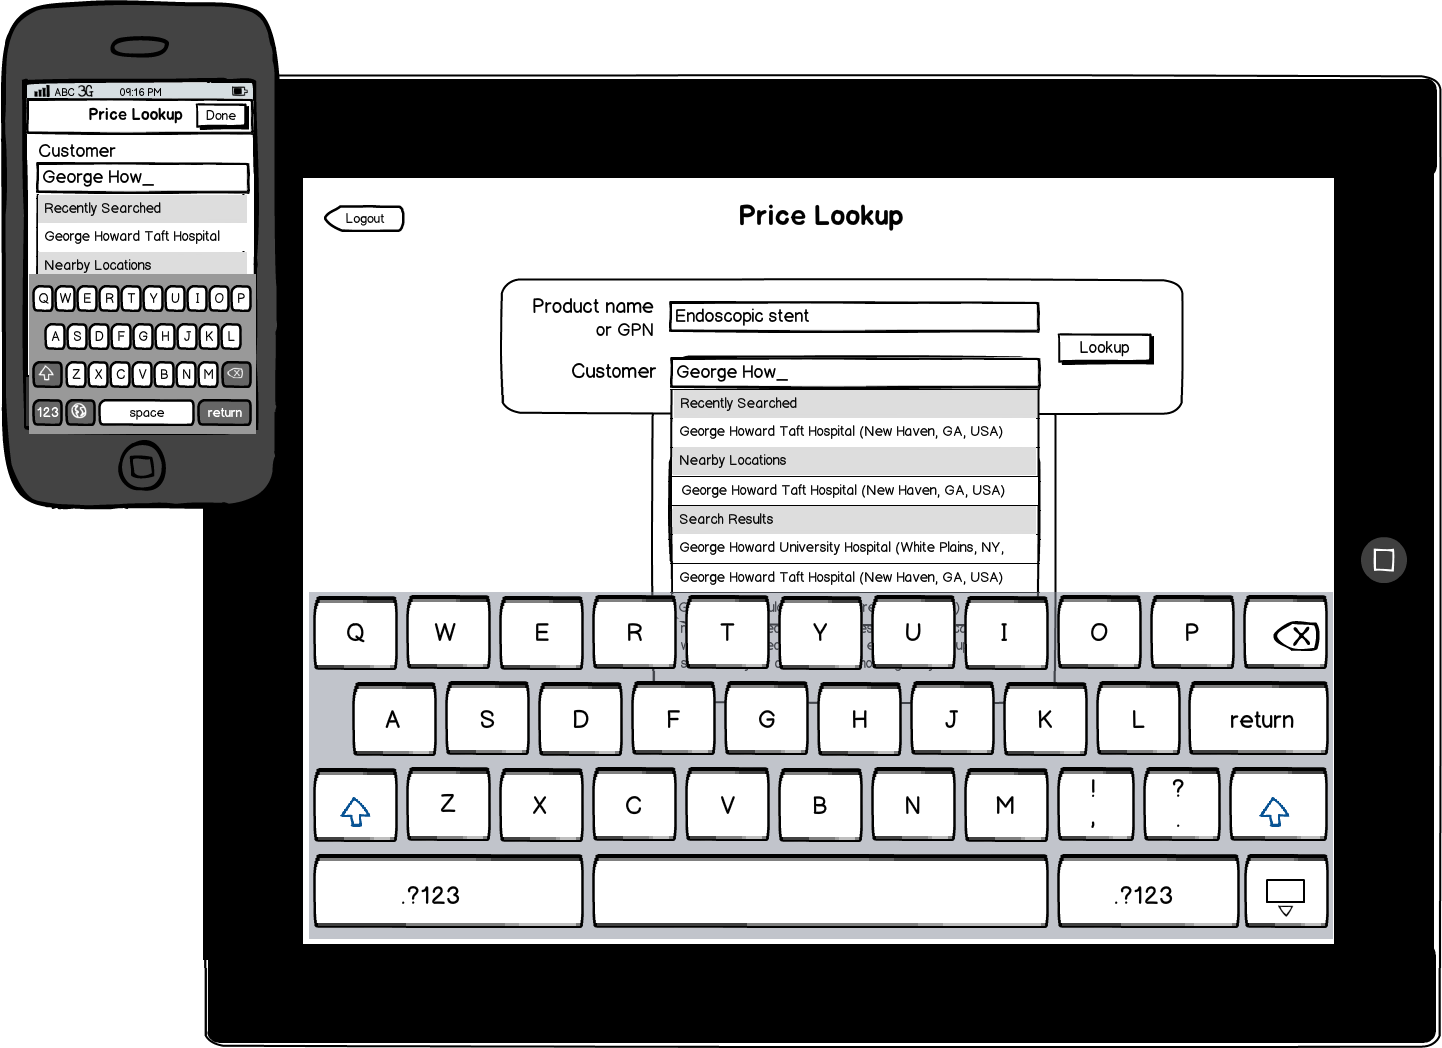 ABC 3G 09:16 PM
Price Lookup Done
Customer
George How_
Recently Searched
George Howard Taft Hospital
Nearby Locations
Q W E R T Y U I O P
A S D F G H J K L
Z X C V B N M
123 space return
Logout
Price Lookup
Product name
or GPN
Endoscopic stent
Lookup
Customer
George How_
Recently Searched
George Howard Taft Hospital (New Haven, GA, USA)
Nearby Locations
George Howard Taft Hospital (New Haven, GA, USA)
Search Results
George Howard University Hospital (White Plains, NY,
George Howard Taft Hospital (New Haven, GA, USA)
Q W E R T Y U I O P
A S D F G H J K L return
Z X C V B N M ! , ? .
.?123 .?123